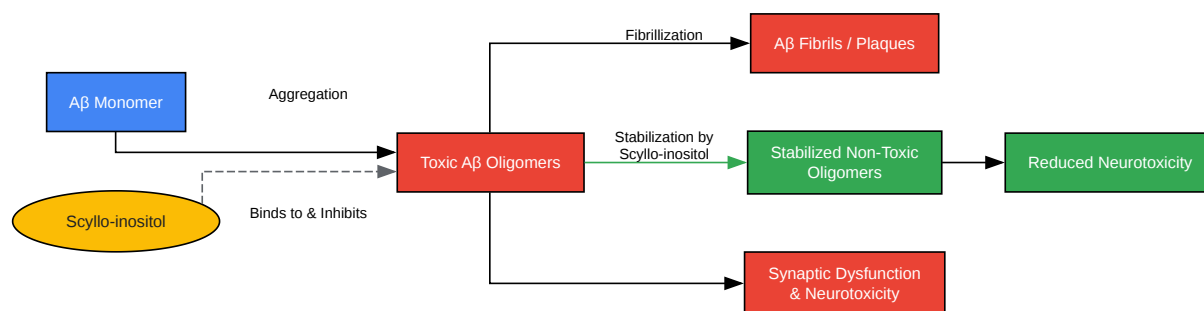 Fibrillization
Aβ Fibrils / Plaques
Aβ Monomer
Aggregation
Toxic Aβ Oligomers
Stabilization by
Scyllo-inositol
Stabilized Non-Toxic
Oligomers
Reduced Neurotoxicity
Scyllo-inositol
Binds to & Inhibits
Synaptic Dysfunction
& Neurotoxicity